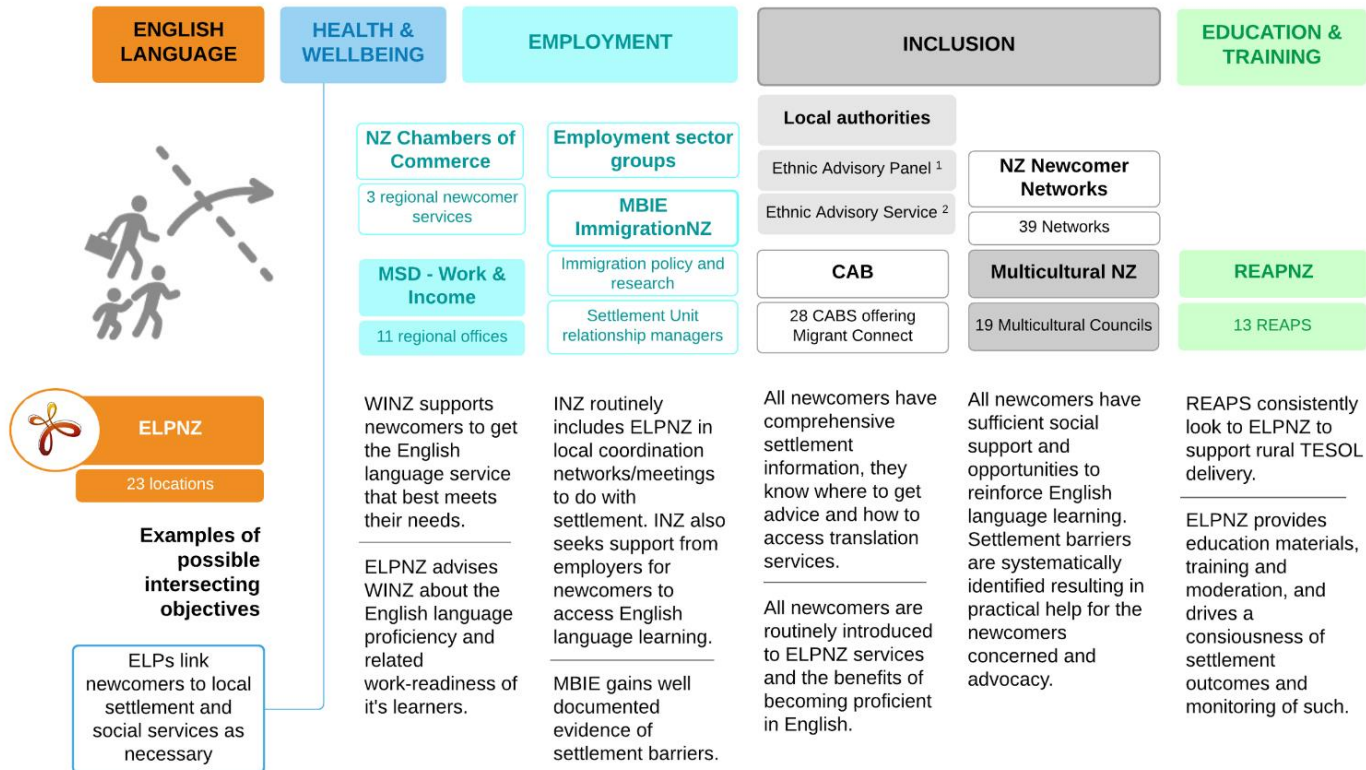 ENGLISH
LANGUAGE
HEALTH &
WELLBEING
EMPLOYMENT
INCLUSION
EDUCATION &
TRAINING
NZ Chambers of
Commerce
3 regional newcomer
services
MSD - Work &
Income
11 regional offices
Employment sector
groups
MBIE
ImmigrationNZ
Immigration policy and
research
Settlement Unit
relationship managers
Local authorities
Ethnic Advisory Panel 1
Ethnic Advisory Service 2
CAB
28 CABS offering
Migrant Connect
NZ Newcomer
Networks
39 Networks
Multicultural NZ
19 Multicultural Councils
REAPNZ
13 REAPS
ELPNZ
23 locations
Examples of
possible
intersecting
objectives
ELPs link
newcomers to local
settlement and
social services as
necessary
WINZ supports
newcomers to get
the English
language service
that best meets
their needs.
ELPNZ advises
WINZ about the
English language
proficiency and
related
work-readiness of
it's learners.
INZ routinely
includes ELPNZ in
local coordination
networks/meetings
to do with
settlement. INZ also
seeks support from
employers for
newcomers to
access English
language learning.
MBIE gains well
documented
evidence of
settlement barriers.
All newcomers have
comprehensive
settlement
information, they
know where to get
advice and how to
access translation
services.
All newcomers are
routinely introduced
to ELPNZ services
and the benefits of
becoming proficient
in English.
All newcomers have
sufficient social
support and
opportunities to
reinforce English
language learning.
Settlement barriers
are systematically
identified resulting in
practical help for the
newcomers
concerned and
advocacy.
REAPS consistently
look to ELPNZ to
support rural TESOL
delivery.
ELPNZ provides
education materials,
training and
moderation, and
drives a
consiousness of
settlement
outcomes and
monitoring of such.